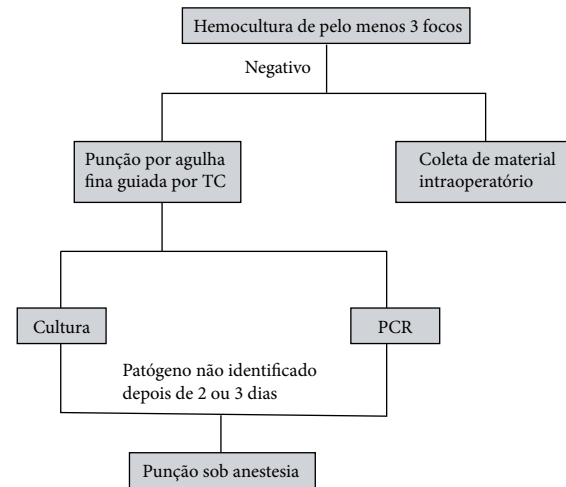 Hemocultura de pelo menos 3 focos
Negativo
Punção por agulha
fina guiada por TC
Coleta de material
intraoperatório
Cultura
PCR
Patógeno não identificado
depois de 2 ou 3 dias
Punção sob anestesia